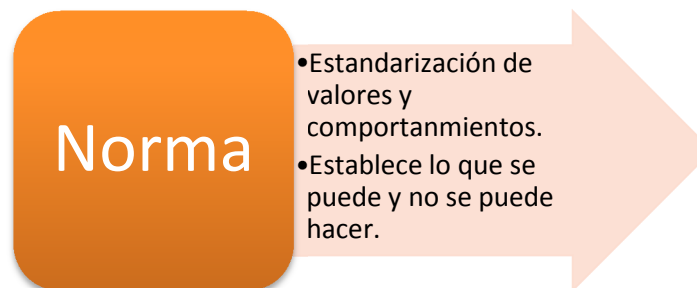 Norma
•Estandarización de
valores y
comportanmientos.
•Establece lo que se
puede y no se puede
hacer.